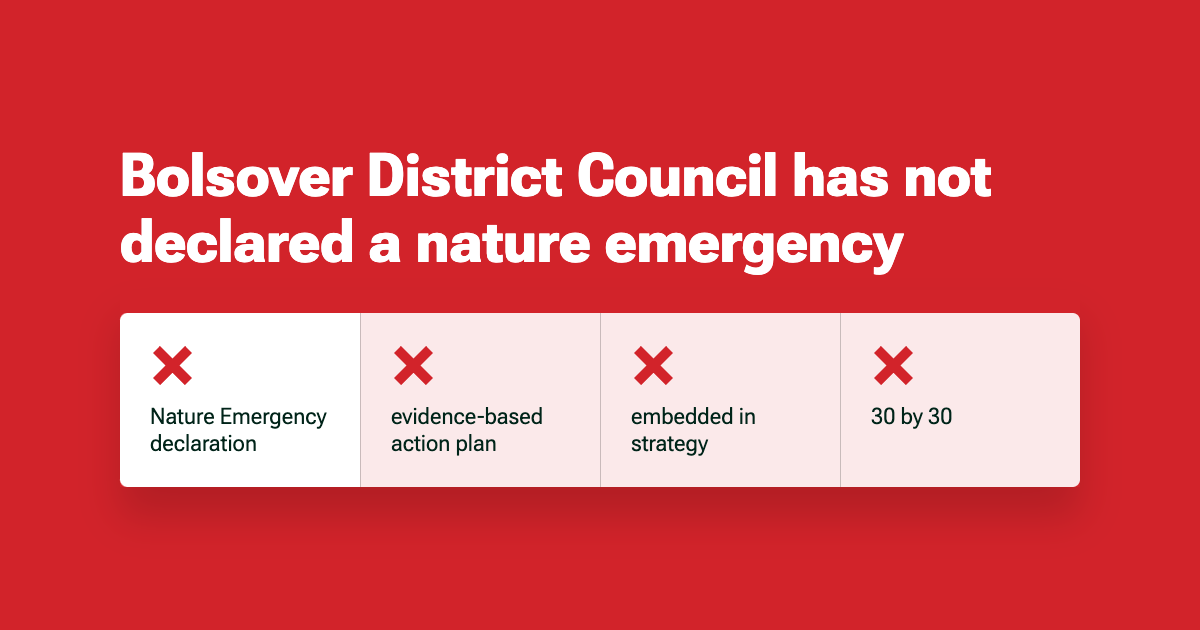 Bolsover District Council has not
declared a nature emergency
Nature Emergency
declaration
evidence-based
action plan
embedded in
strategy
30 by 30